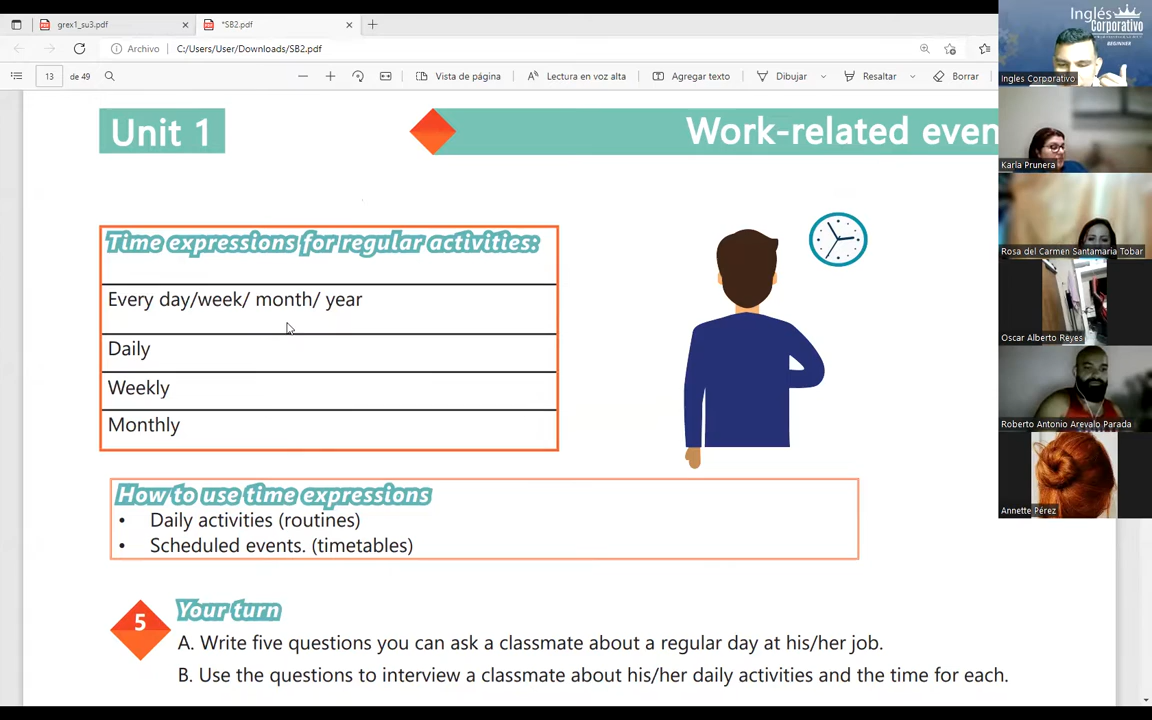 grex1_su3.pdf
*SB2.pdf
Archivo C:/Users/User/Downloads/SB2.pdf
13 de 49
Vista de página
Lectura en voz alta
Agregar texto
Dibujar
Resaltar
Borrar
Unit 1
Work-related even
Time expressions for regular activities:
Every day/week/ month/ year
Daily
Weekly
Monthly
How to use time expressions
• Daily activities (routines)
• Scheduled events. (timetables)
5
Your turn
A. Write five questions you can ask a classmate about a regular day at his/her job.
B. Use the questions to interview a classmate about his/her daily activities and the time for each.
Inglés
Corporativo
BEGINNER
Ingles Corporativo
Karla Prunera
Rosa del Carmen Santamaria Tobar
Oscar Alberto Reyes
Roberto Antonio Arevalo Parada
Annette Pérez